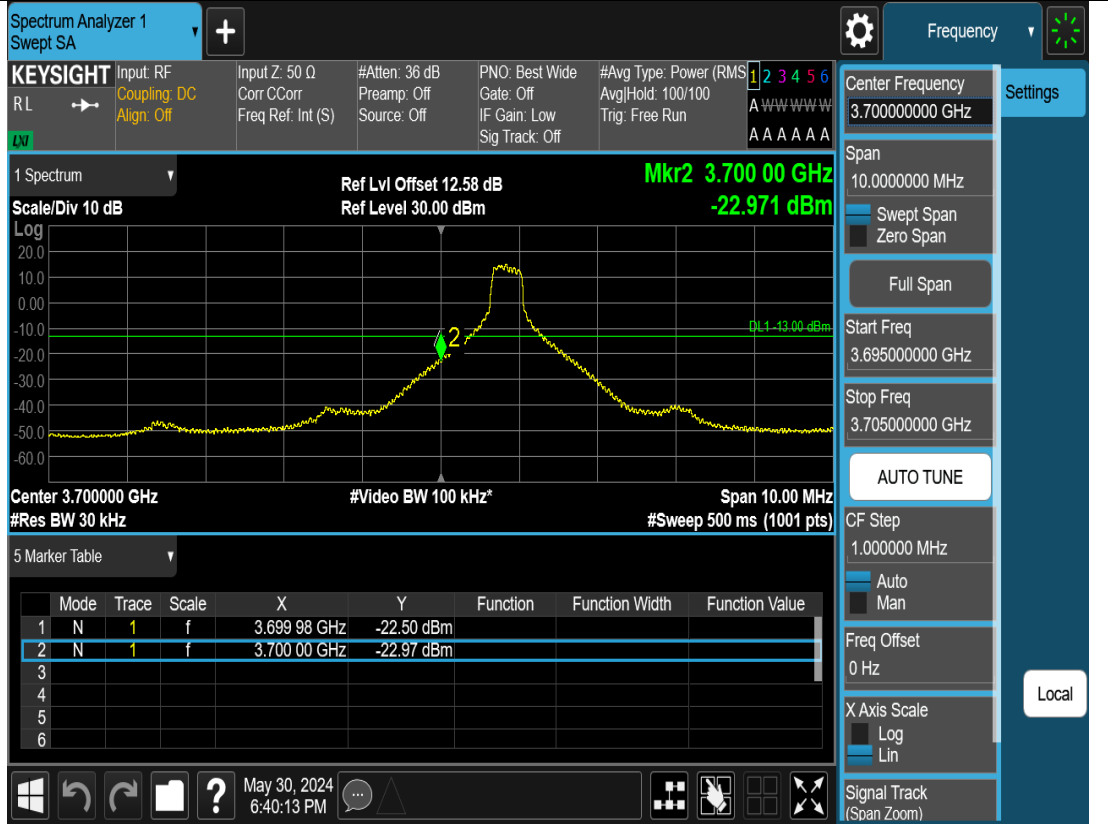 Spectrum Analyzer 1
Swept SA
+
Frequency
KEYSIGHT
RL
LXI
Input: RF
Coupling: DC
Align: Off
Input Z: 50 Ω
Corr CCorr
Freq Ref: Int (S)
#Atten: 36 dB
Preamp: Off
Source: Off
PNO: Best Wide
Gate: Off
IF Gain: Low
Sig Track: Off
#Avg Type: Power (RMS
Avg|Hold: 100/100
Trig: Free Run
1 2 3 4 5 6
A W W W W W
A A A A A A
1 Spectrum
Scale/Div 10 dB
Ref Lvl Offset 12.58 dB
Ref Level 30.00 dBm
Mkr2 3.700 00 GHz
-22.971 dBm
Log
20.0
10.0
0.00
-10.0
-20.0
-30.0
-40.0
-50.0
-60.0
2
DL1 -13.00 dBm
Center 3.700000 GHz
#Video BW 100 kHz*
Span 10.00 MHz
#Res BW 30 kHz
#Sweep 500 ms (1001 pts)
5 Marker Table
Mode Trace Scale X Y Function Function Width Function Value
1 N 1 f 3.699 98 GHz -22.50 dBm
2 N 1 f 3.700 00 GHz -22.97 dBm
3
4
5
6
?
May 30, 2024
6:40:13 PM
Center Frequency
3.700000000 GHz
Settings
Span
10.0000000 MHz
Swept Span
Zero Span
Full Span
Start Freq
3.695000000 GHz
Stop Freq
3.705000000 GHz
AUTO TUNE
CF Step
1.000000 MHz
Auto
Man
Freq Offset
0 Hz
X Axis Scale
Log
Lin
Local
Signal Track
(Span Zoom)